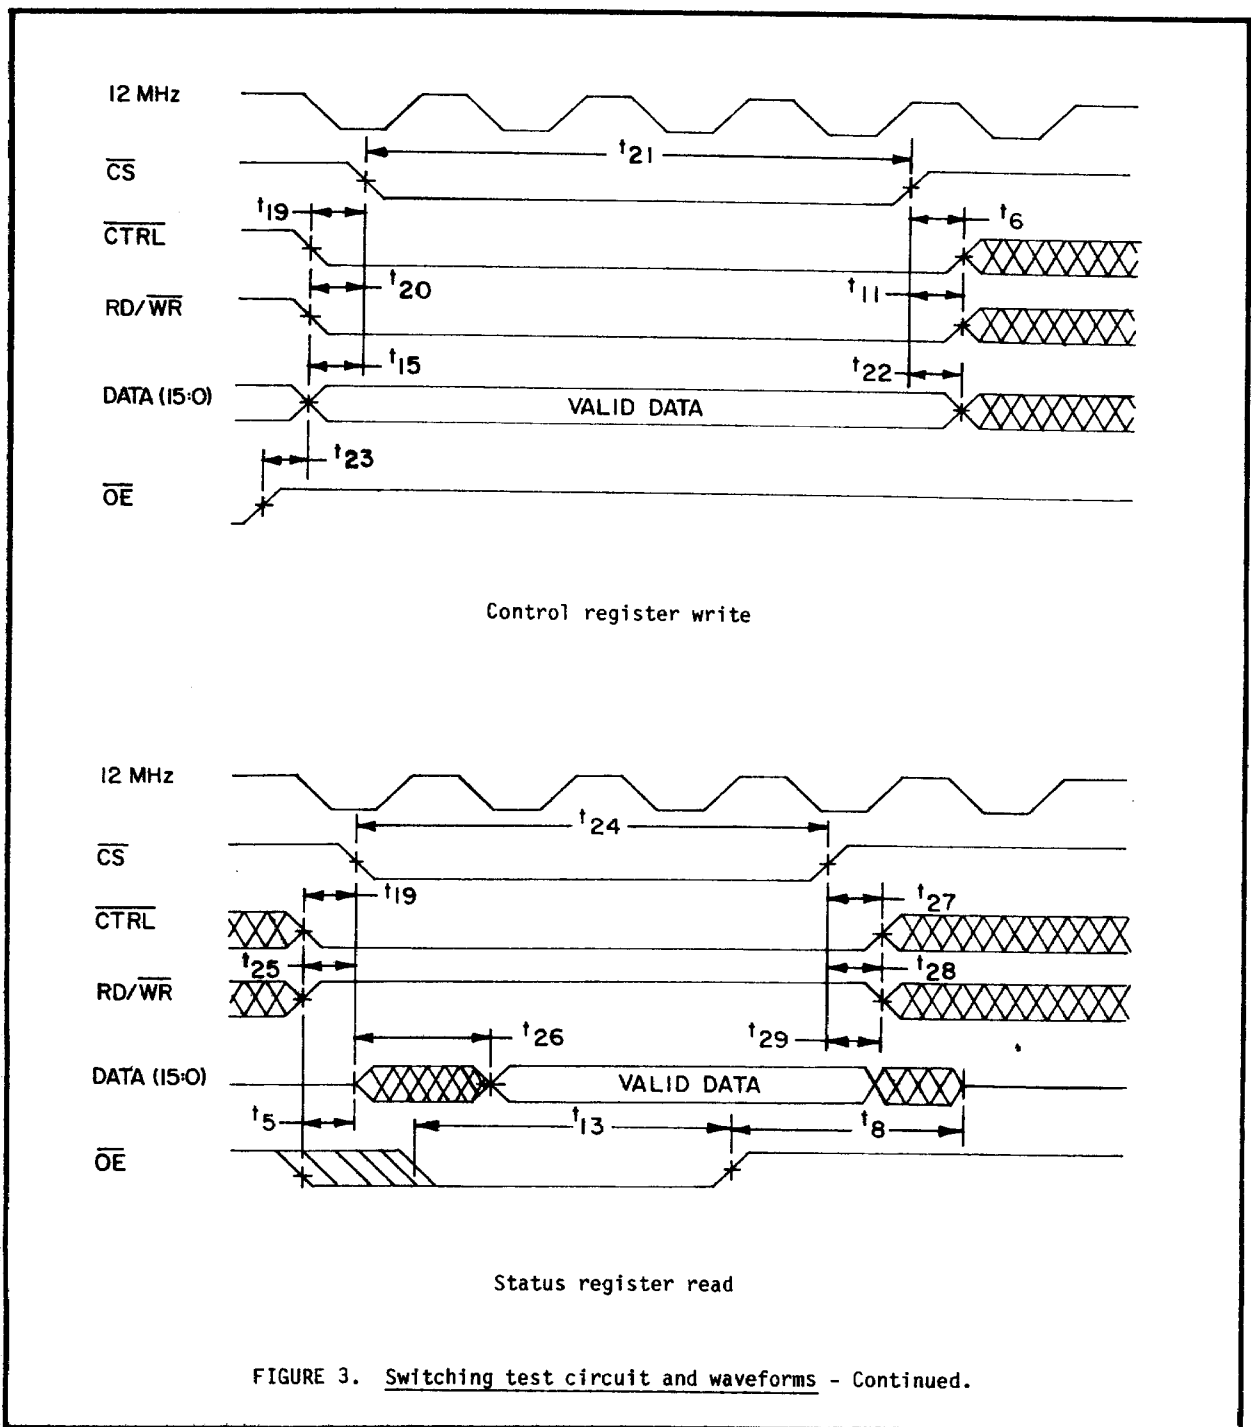 12 MHz
t21
CS
t19
t6
CTRL
t20
t11
RD/WR
t15
t22
DATA (15:0)
VALID DATA
t23
OE
Control register write
12 MHz
t24
CS
t19
t27
CTRL
t25
t28
RD/WR
t26
t29
DATA (15:0)
VALID DATA
t5
t13
t8
OE
Status register read
FIGURE 3. Switching test circuit and waveforms - Continued.